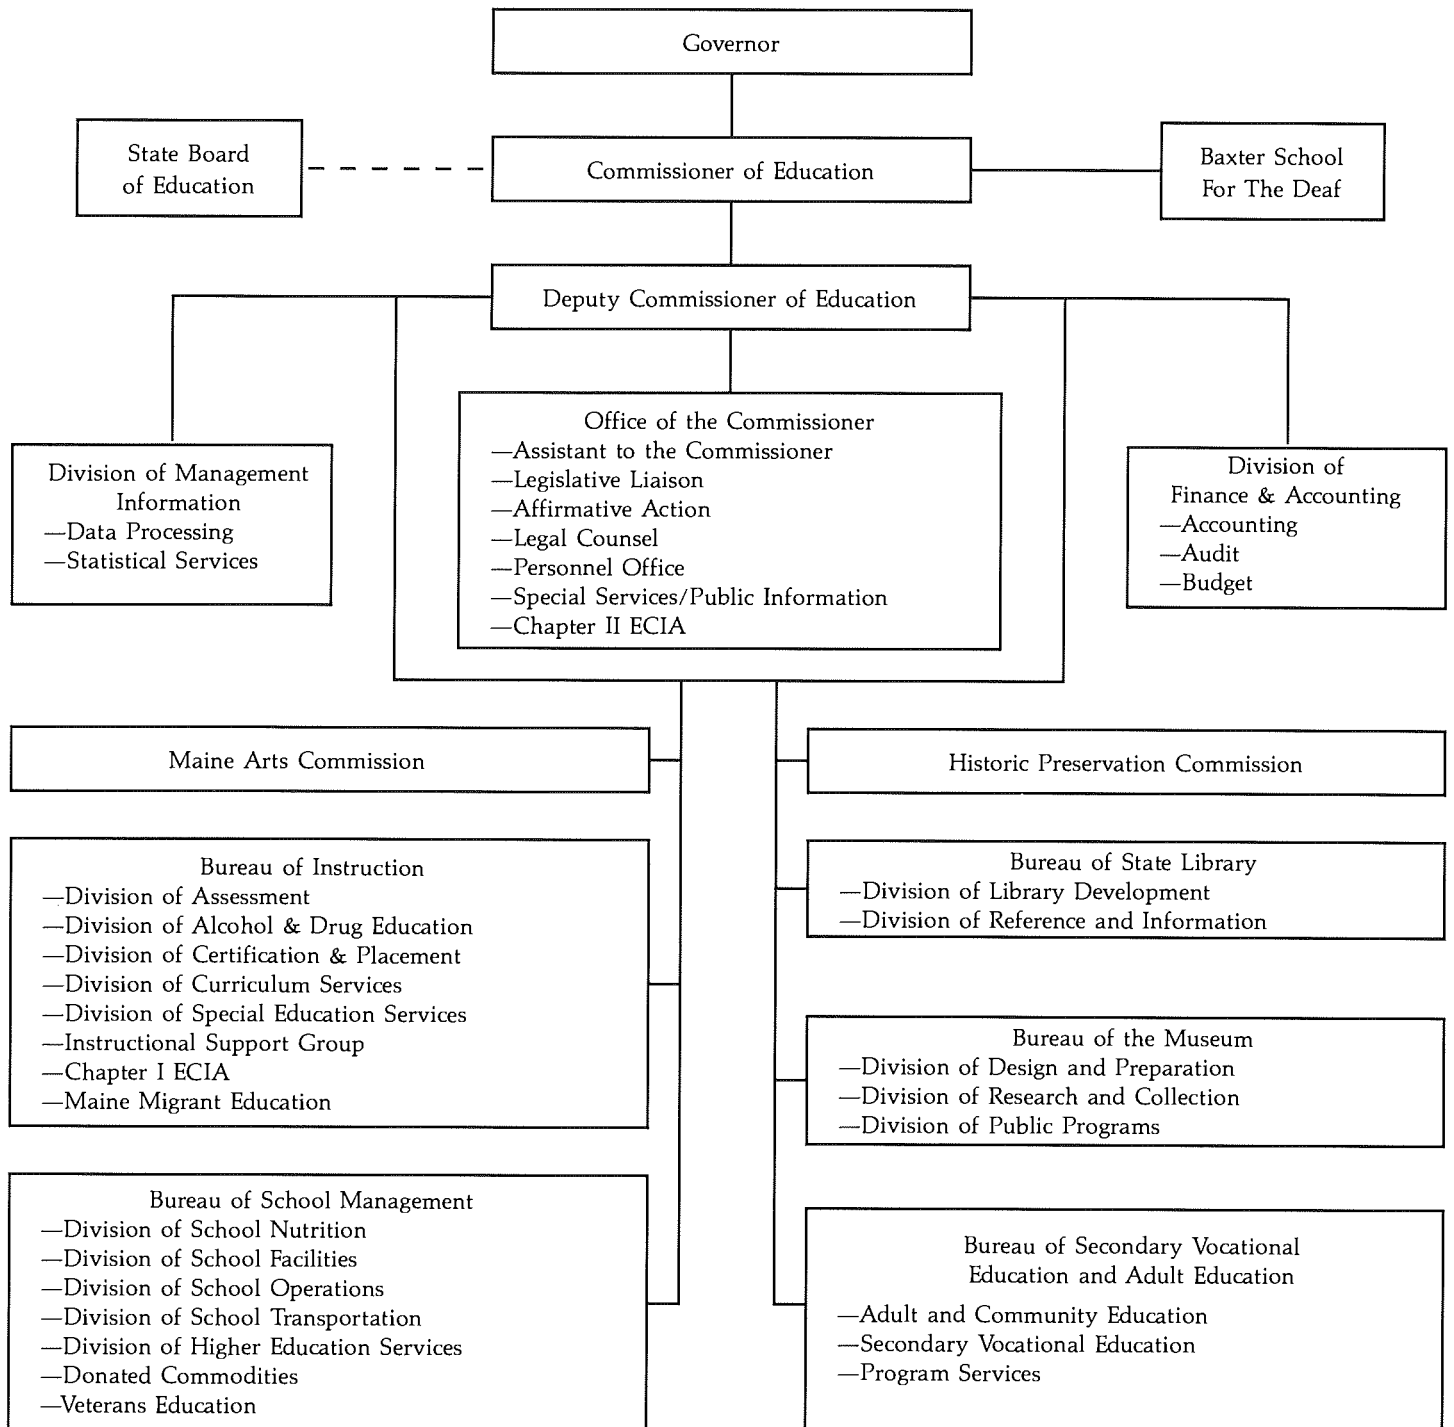 Governor
State Board
of Education
Commissioner of Education
Baxter School
For The Deaf
Deputy Commissioner of Education
Office of the Commissioner
—Assistant to the Commissioner
—Legislative Liaison
—Affirmative Action
—Legal Counsel
—Personnel Office
—Special Services/Public Information
—Chapter II ECIA
Division of Management
Information
—Data Processing
—Statistical Services
Division of
Finance & Accounting
—Accounting
—Audit
—Budget
Maine Arts Commission
Historic Preservation Commission
Bureau of Instruction
—Division of Assessment
—Division of Alcohol & Drug Education
—Division of Certification & Placement
—Division of Curriculum Services
—Division of Special Education Services
—Instructional Support Group
—Chapter I ECIA
—Maine Migrant Education
Bureau of State Library
—Division of Library Development
—Division of Reference and Information
Bureau of the Museum
—Division of Design and Preparation
—Division of Research and Collection
—Division of Public Programs
Bureau of School Management
—Division of School Nutrition
—Division of School Facilities
—Division of School Operations
—Division of School Transportation
—Division of Higher Education Services
—Donated Commodities
—Veterans Education
Bureau of Secondary Vocational
Education and Adult Education
—Adult and Community Education
—Secondary Vocational Education
—Program Services